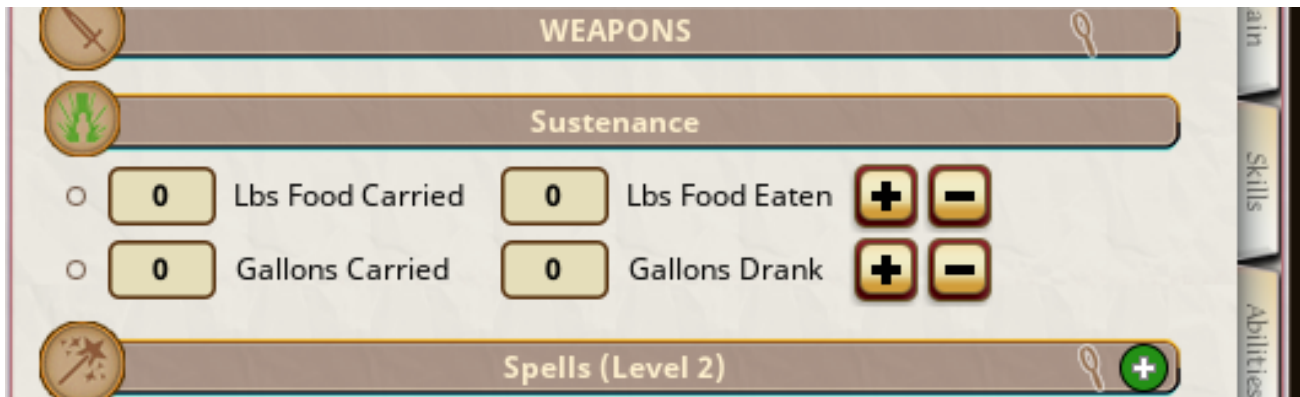 WEAPONS
Sustenance
0 Lbs Food Carried 0 Lbs Food Eaten + −
0 Gallons Carried 0 Gallons Drank + −
Spells (Level 2) +
ain
Skills
Abilities